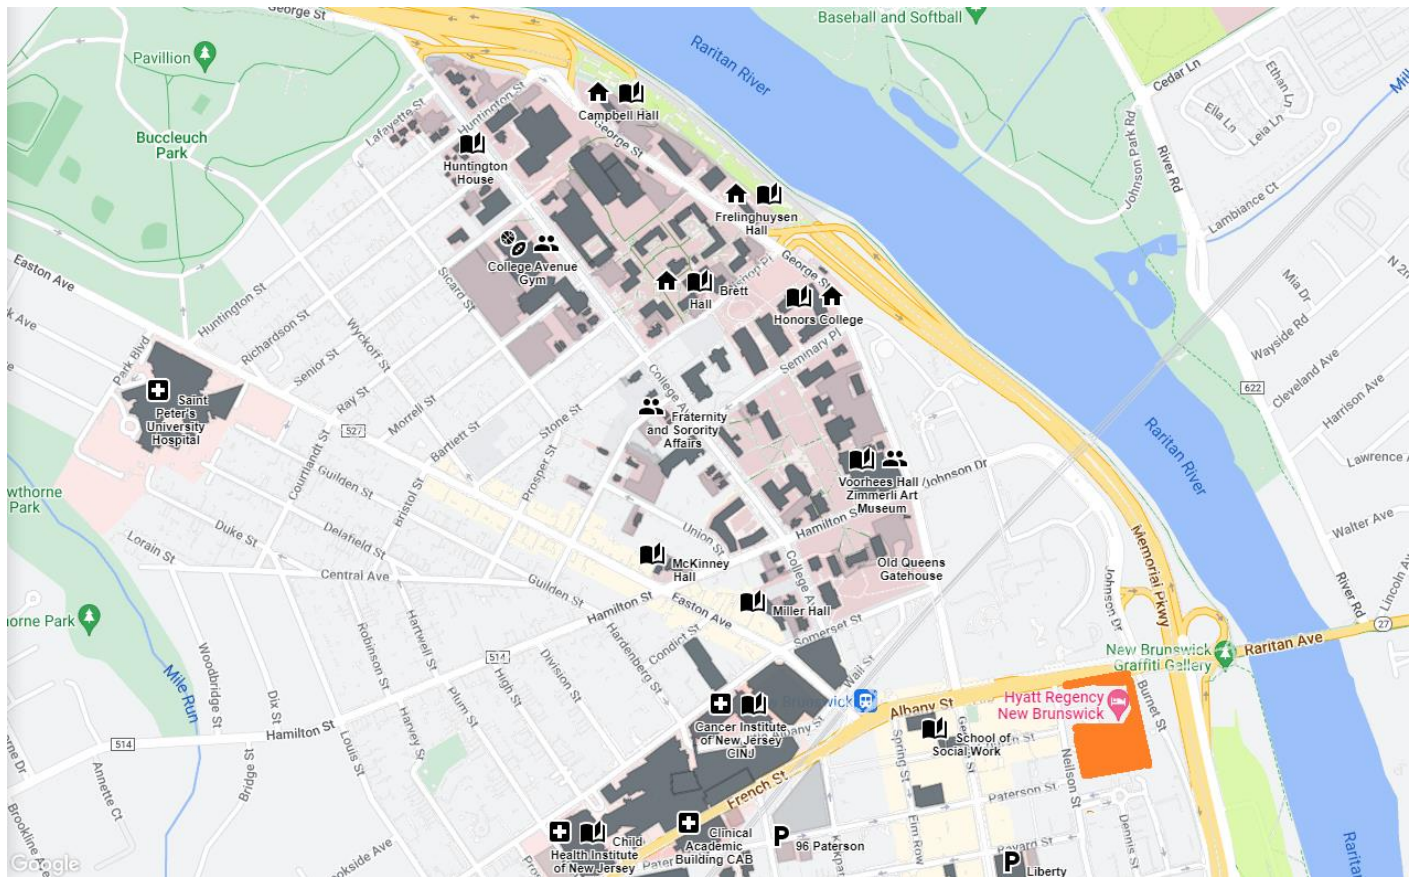 George St
Baseball and Softball
Pavillion
Raritan River
Cedar Ln
Ethan Ln
Ella Ln
Leia Ln
Lafayette St
Huntington St
Campbell Hall
George St
Buccleuch
Park
Huntington
House
Johnson Park Rd
River Rd
Lambiance Ct
Frelinghuysen
Hall
College Avenue
Gym
Easton Ave
Sicard St
George St
Brett
Hall
Honors College
Mia Dr
Huntington St
Richardson St
Wyckoff St
Senior St
Park Blvd
Seminary Pl
Wayside Rd
Cleveland Ave
622
Harrison Ave
Saint
Peter's
University
Hospital
Ray St
Morrell St
527
Bartlett St
Stone St
College Av
Fraternity
and Sorority
Affairs
Raritan River
Courtlandt St
Guilden St
Prosper St
Bristol St
Voorhees Hall
Zimmerli Art
Museum
Johnson Dr
Walter Ave
Duke St
Delafield St
Lorain St
Union St
Hamilton St
Memorial Pkwy
Central Ave
McKinney
Hall
Old Queens
Gatehouse
Johnson Dr
River Rd
Lincoln Av
Guilden St
Hamilton St
Easton Ave
College A
Miller Hall
Somerset St
27
Raritan Ave
Mile Run
Woodbridge St
Robinson St
Hartwell St
Hardenberg St
Condict St
514
Division St
High St
Plum St
Wall St
New Brunswick
Graffiti Gallery
Dix St
Harvey St
Hyatt Regency
New Brunswick
Burnet St
Albany St
514
Hamilton St
Louis St
Bridge St
Annette Ct
Cancer Institute
of New Jersey
CINJ
School of
Social Work
Spring St
Neilson St
French St
Paterson St
Elm Row
Dennis St
Child
Health Institute
of New Jersey
Clinical
Academic
Building CAB
P
96 Paterson
Bayard St
P
Liberty
Google